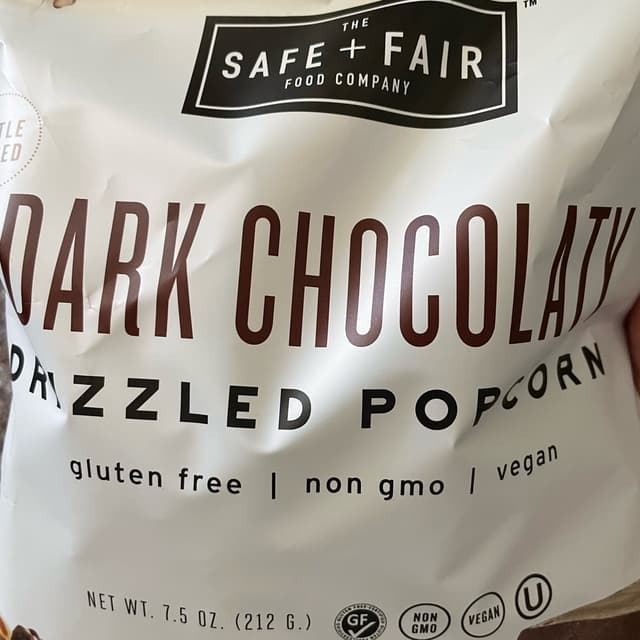 THE
SAFE + FAIR
FOOD COMPANY
TM
DARK CHOCOLATY
DRIZZLED POPCORN
gluten free | non gmo | vegan
NET WT. 7.5 OZ. (212 G.)
GF
NON
GMO
VEGAN
U